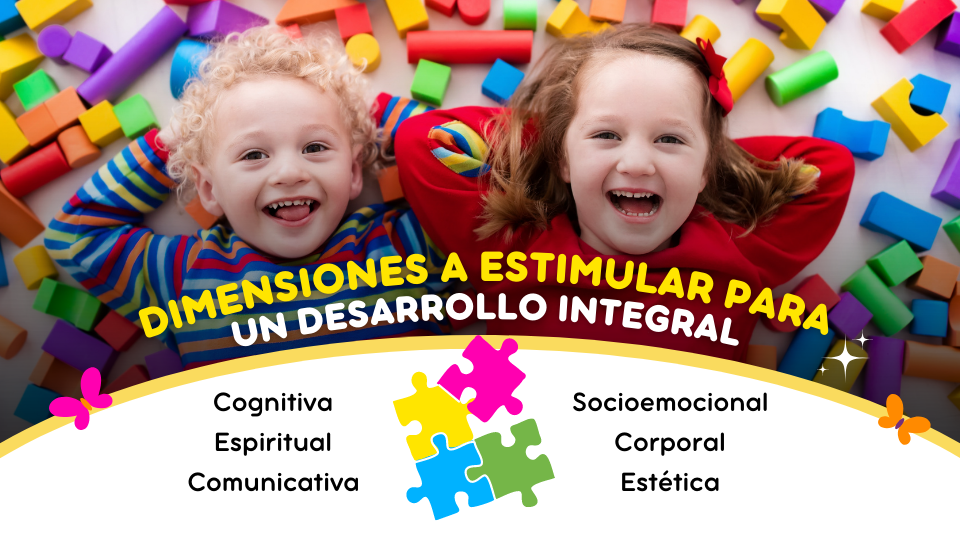 DIMENSIONES A ESTIMULAR PARA
UN DESARROLLO INTEGRAL
Cognitiva
Espiritual
Comunicativa
Socioemocional
Corporal
Estética